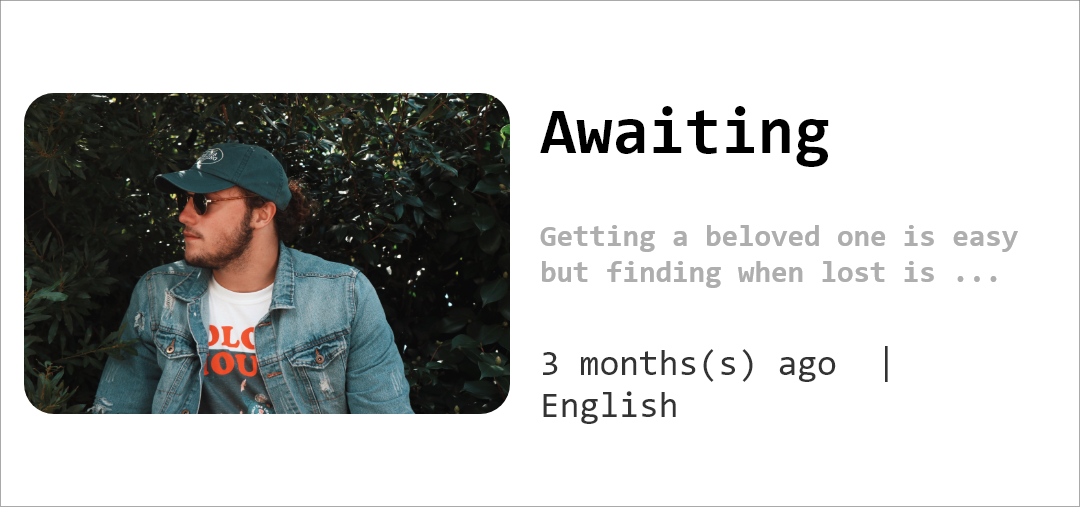 Awaiting
Getting a beloved one is easy
but finding when lost is ...
3 months(s) ago |
English